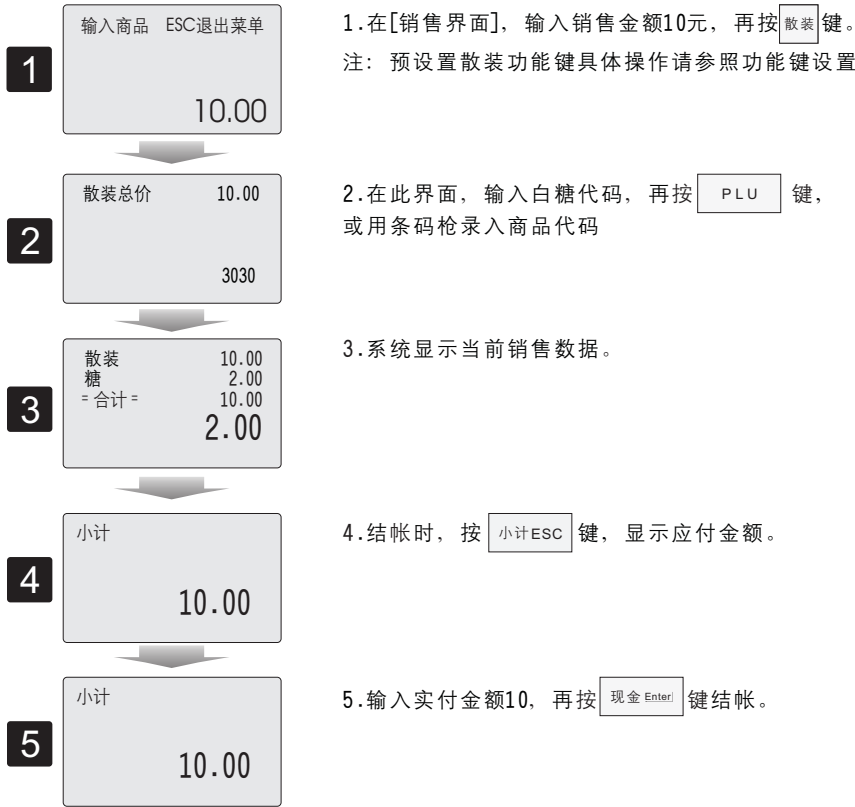 输入商品 ESC退出菜单
10.00
1
1.在[销售界面], 输入销售金额10元, 再按 散装 键。
注: 预设置散装功能键具体操作请参照功能键设置
散装总价 10.00
3030
2
2.在此界面, 输入白糖代码, 再按 PLU 键,
或用条码枪录入商品代码
散装 10.00
糖 2.00
=合计= 10.00
2.00
3
3.系统显示当前销售数据。
小计
10.00
4
4.结帐时, 按 小计ESC 键, 显示应付金额。
小计
10.00
5
5.输入实付金额10, 再按 现金 Enter 键结帐。